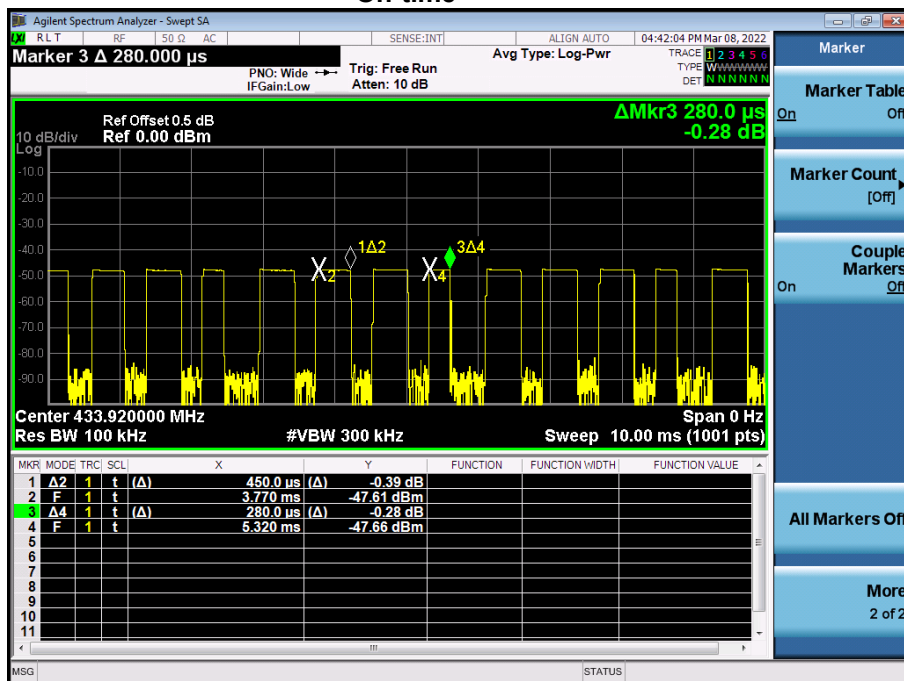 On time
Agilent Spectrum Analyzer - Swept SA
LXI RLT RF 50 Ω AC SENSE:INT ALIGN AUTO 04:42:04 PM Mar 08, 2022
Marker 3 Δ 280.000 µs
PNO: Wide Trig: Free Run Avg Type: Log-Pwr TRACE 1 2 3 4 5 6
IFGain:Low Atten: 10 dB TYPE WWWWWW
DET N N N N N N
ΔMkr3 280.0 µs
-0.28 dB
Ref Offset 0.5 dB
10 dB/div Ref 0.00 dBm
Log
-10.0
-20.0
-30.0
-40.0
-50.0
-60.0
-70.0
-80.0
-90.0
X2 1Δ2 X4 3Δ4
Center 433.920000 MHz Span 0 Hz
Res BW 100 kHz #VBW 300 kHz Sweep 10.00 ms (1001 pts)
MKR MODE TRC SCL X Y FUNCTION FUNCTION WIDTH FUNCTION VALUE
1 Δ2 1 t (Δ) 450.0 µs (Δ) -0.39 dB
2 F 1 t 3.770 ms -47.61 dBm
3 Δ4 1 t (Δ) 280.0 µs (Δ) -0.28 dB
4 F 1 t 5.320 ms -47.66 dBm
5
6
7
8
9
10
11
MSG STATUS
Marker
Marker Table
On Off
Marker Count
[Off]
Couple
Markers
On Off
All Markers Off
More
2 of 2